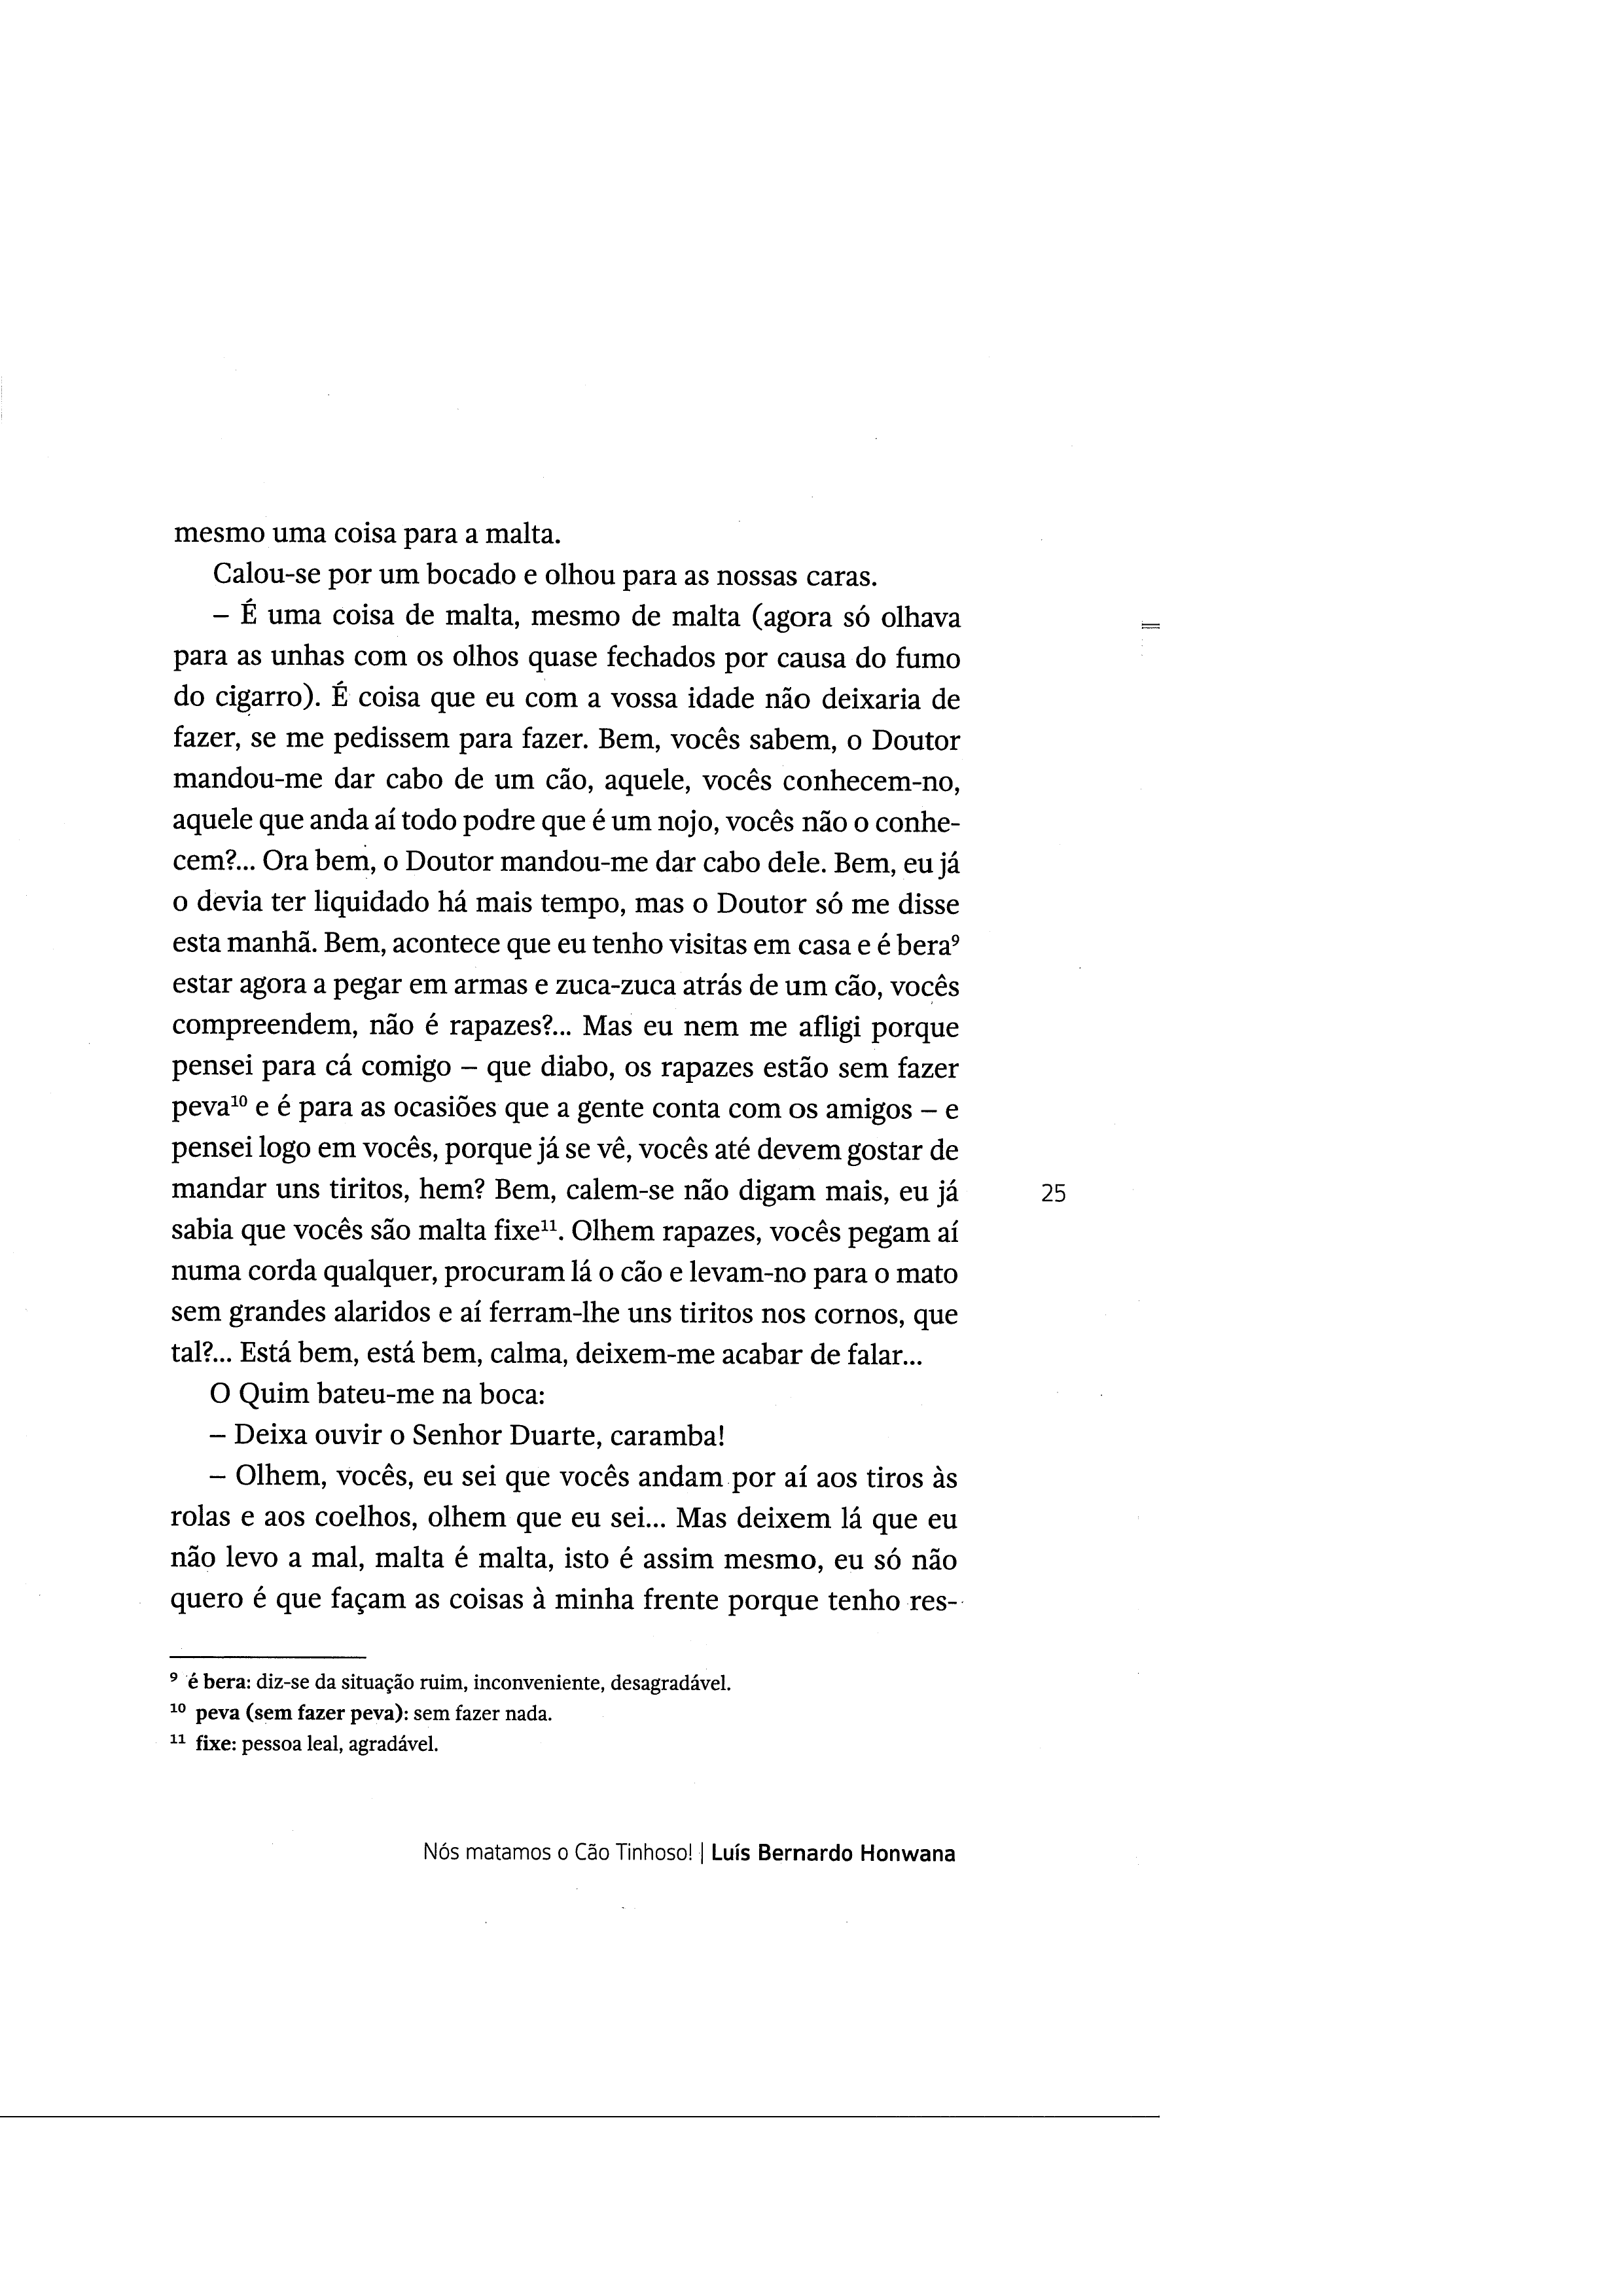 mesmo uma coisa para a malta.
Calou-se por um bocado e olhou para as nossas caras.
– É uma coisa de malta, mesmo de malta (agora só olhava
para as unhas com os olhos quase fechados por causa do fumo
do cigarro). É coisa que eu com a vossa idade não deixaria de
fazer, se me pedissem para fazer. Bem, vocês sabem, o Doutor
mandou-me dar cabo de um cão, aquele, vocês conhecem-no,
aquele que anda aí todo podre que é um nojo, vocês não o conhe-
cem?... Ora bem, o Doutor mandou-me dar cabo dele. Bem, eu já
o devia ter liquidado há mais tempo, mas o Doutor só me disse
esta manhã. Bem, acontece que eu tenho visitas em casa e é bera⁹
estar agora a pegar em armas e zuca-zuca atrás de um cão, vocês
compreendem, não é rapazes?... Mas eu nem me afligi porque
pensei para cá comigo – que diabo, os rapazes estão sem fazer
peva¹⁰ e é para as ocasiões que a gente conta com os amigos – e
pensei logo em vocês, porque já se vê, vocês até devem gostar de
mandar uns tiritos, hem? Bem, calem-se não digam mais, eu já
sabia que vocês são malta fixe¹¹. Olhem rapazes, vocês pegam aí
numa corda qualquer, procuram lá o cão e levam-no para o mato
sem grandes alaridos e aí ferram-lhe uns tiritos nos cornos, que
tal?... Está bem, está bem, calma, deixem-me acabar de falar...
O Quim bateu-me na boca:
– Deixa ouvir o Senhor Duarte, caramba!
– Olhem, vocês, eu sei que vocês andam por aí aos tiros às
rolas e aos coelhos, olhem que eu sei... Mas deixem lá que eu
não levo a mal, malta é malta, isto é assim mesmo, eu só não
quero é que façam as coisas à minha frente porque tenho res-
25
⁹ é bera: diz-se da situação ruim, inconveniente, desagradável.
¹⁰ peva (sem fazer peva): sem fazer nada.
¹¹ fixe: pessoa leal, agradável.
Nós matamos o Cão Tinhoso! | Luís Bernardo Honwana